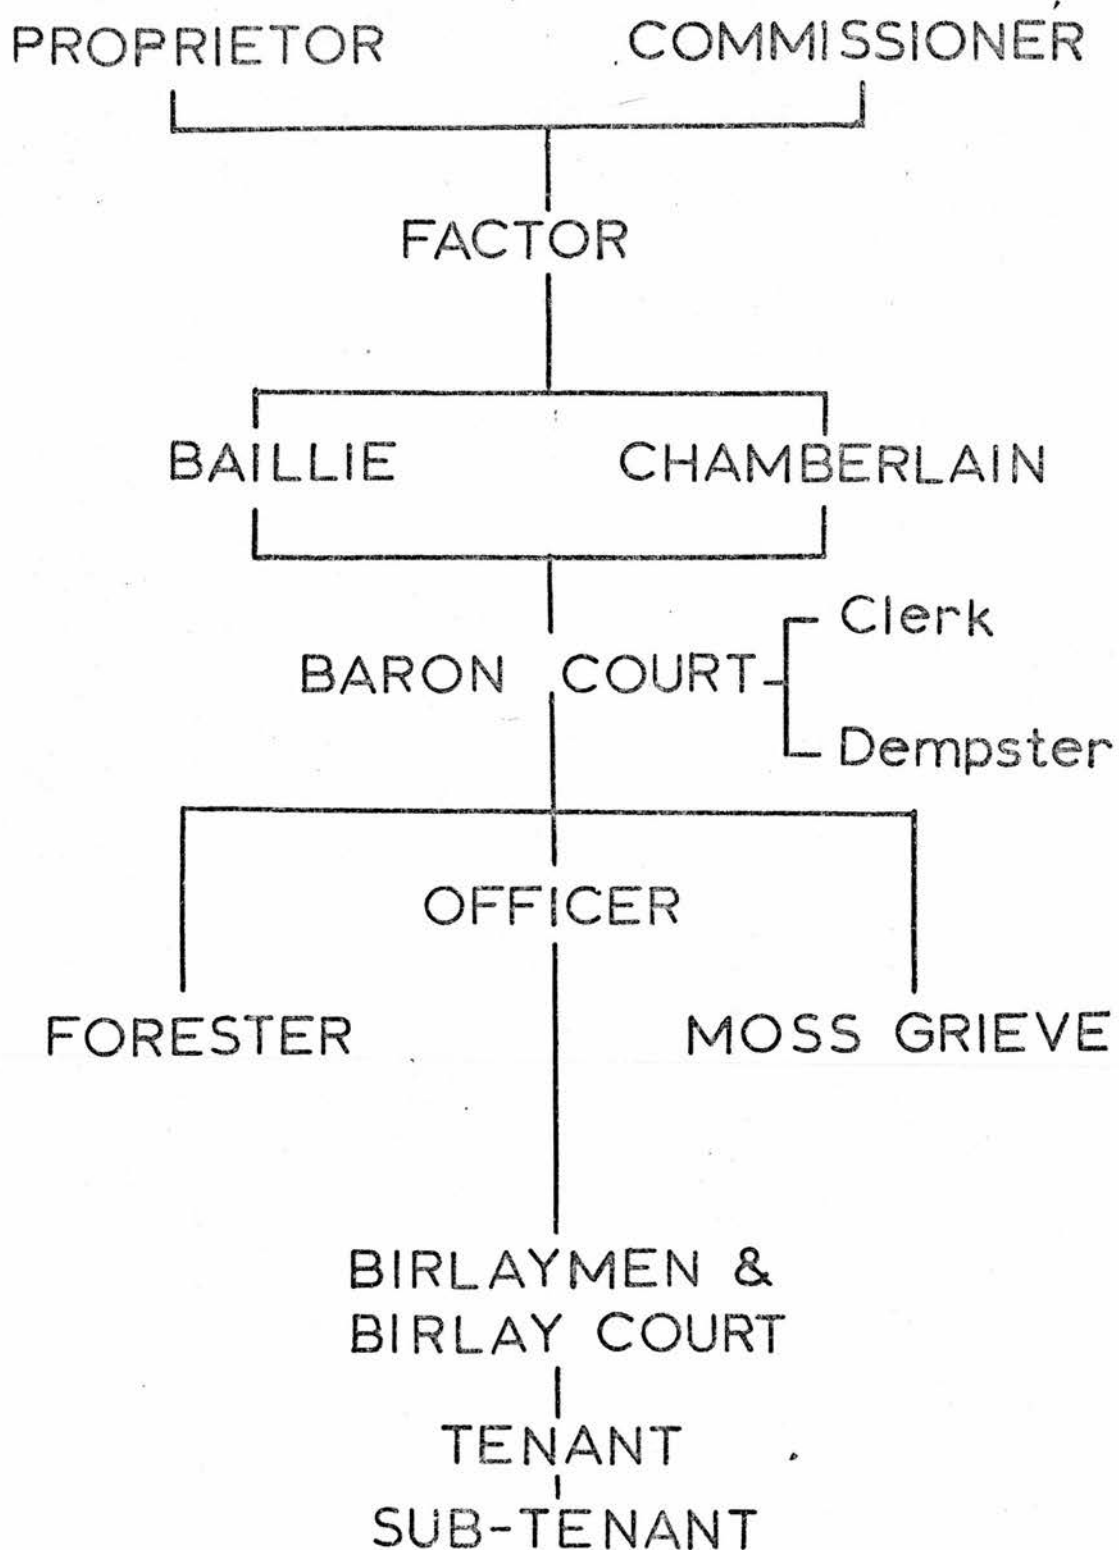 PROPRIETOR COMMISSIONER
FACTOR
BAILLIE CHAMBERLAIN
Clerk
BARON COURT
Dempster
OFFICER
FORESTER MOSS GRIEVE
BIRLAYMEN &
BIRLAY COURT
TENANT
SUB-TENANT